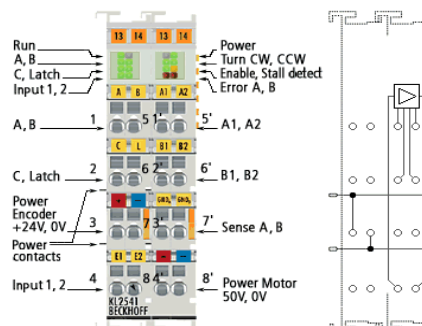 13 14 13 14
Run
Power
A, B
Turn CW, CCW
C, Latch
Enable, Stall detect
Input 1, 2
Error A, B
A B A1 A2
A, B 1 5 1' 5' A1, A2
C L B1 B2
C, Latch 2 6 2' 6' B1, B2
Power
Encoder
+24V, 0V
Power
contacts
3 7 3' 7' Sense A, B
E1 E2
Input 1, 2 4 8 4' 8' Power Motor
50V, 0V
KL2541
BECKHOFF